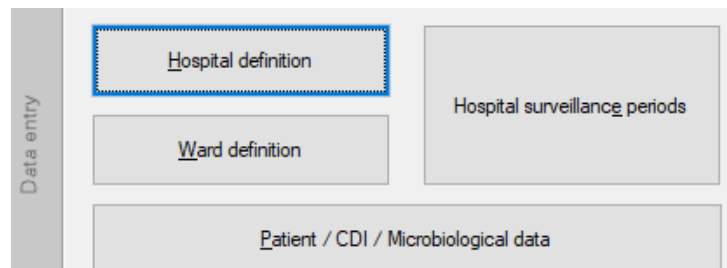 Data entry
Hospital definition
Hospital surveillance periods
Ward definition
Patient / CDI / Microbiological data